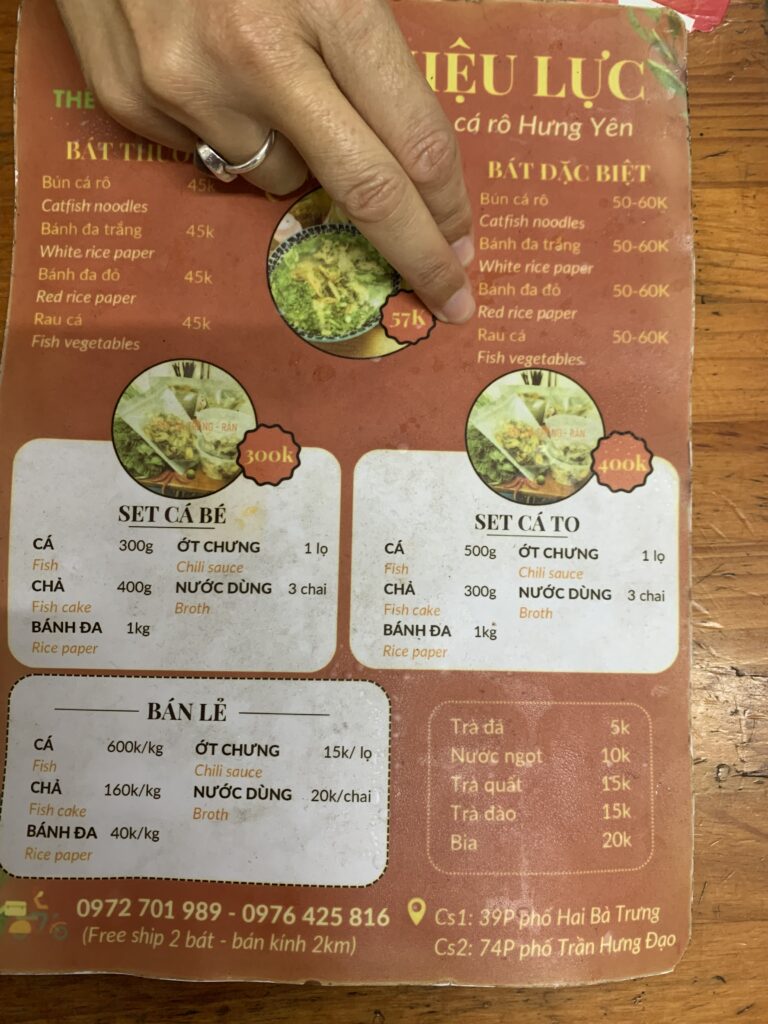 THE
HIỆU LỰC
cá rô Hưng Yên
BÁT THƯỜ
Bún cá rô 45k
Catfish noodles
Bánh đa trắng 45k
White rice paper
Bánh đa đỏ 45k
Red rice paper
Rau cá 45k
Fish vegetables
57k
BÁT ĐẶC BIỆT
Bún cá rô 50-60K
Catfish noodles
Bánh đa trắng 50-60K
White rice paper
Bánh đa đỏ 50-60K
Red rice paper
Rau cá 50-60K
Fish vegetables
300k
SET CÁ BÉ
CÁ 300g ỚT CHƯNG 1 lọ
Fish Chili sauce
CHẢ 400g NƯỚC DÙNG 3 chai
Fish cake Broth
BÁNH ĐA 1kg
Rice paper
- RÁN
400k
SET CÁ TO
CÁ 500g ỚT CHƯNG 1 lọ
Fish Chili sauce
CHẢ 300g NƯỚC DÙNG 3 chai
Fish cake Broth
BÁNH ĐA 1kg
Rice paper
BÁN LẺ
CÁ 600k/kg ỚT CHƯNG 15k/ lọ
Fish Chili sauce
CHẢ 160k/kg NƯỚC DÙNG 20k/chai
Fish cake Broth
BÁNH ĐA 40k/kg
Rice paper
Trà đá 5k
Nước ngọt 10k
Trà quất 15k
Trà đào 15k
Bia 20k
0972 701 989 - 0976 425 816
(Free ship 2 bát - bán kính 2km)
Cs1: 39P phố Hai Bà Trưng
Cs2: 74P phố Trần Hưng Đạo